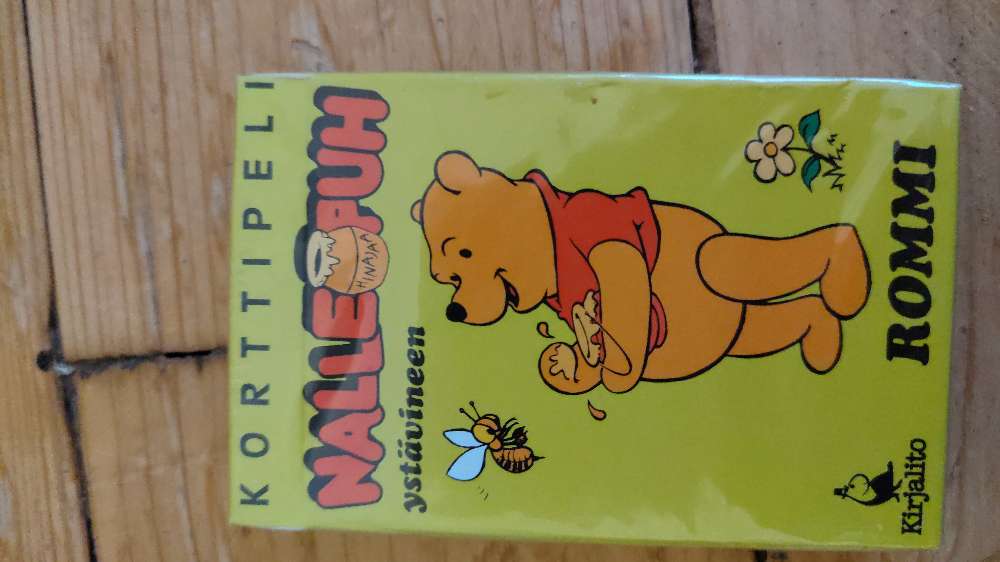 KORTTIPELI
NALLE PUH
HINAJAA
ystävineen
ROMMI
Kirjalito